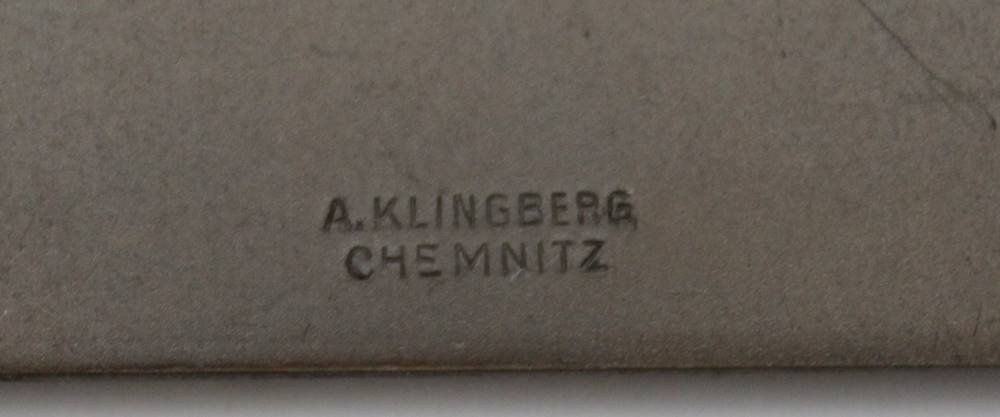 A. KLINGBERG
CHEMNITZ